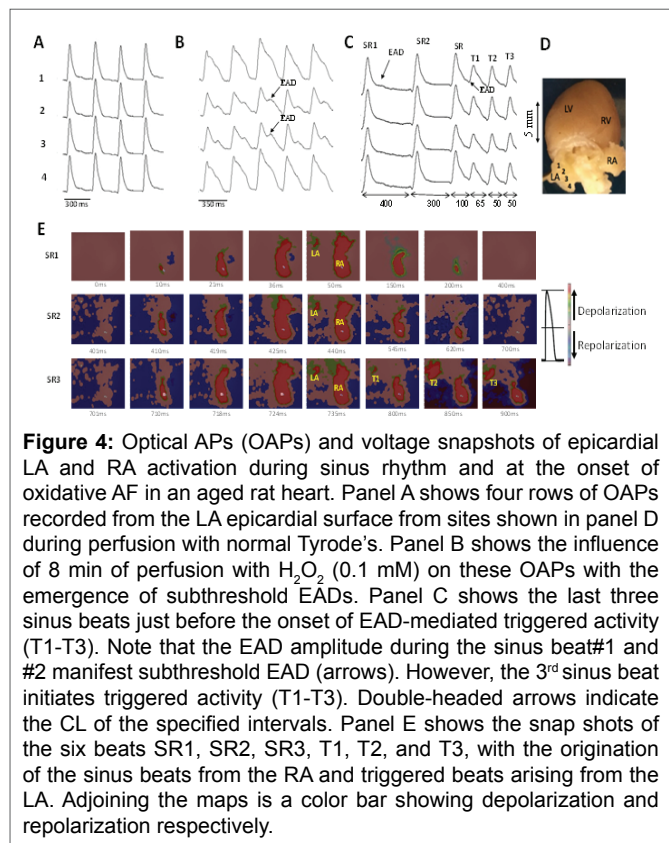 A
B
C
D
SR1
SR2
SR
T1
T2
T3
EAD
EAD
EAD
EAD
1
2
3
4
300 ms
350 ms
400
300
100
65
50
50
5 mm
LV
RV
RA
LA
1
2
3
4
E
SR1
LA
RA
0ms
10ms
50ms
150ms
200ms
400ms
SR2
LA
RA
410ms
425ms
440ms
700ms
SR3
LA
RA
T1
T2
T3
718ms
724ms
735ms
800ms
850ms
900ms
Depolarization
Repolarization
Figure 4: Optical APs (OAPs) and voltage snapshots of epicardial
LA and RA activation during sinus rhythm and at the onset of
oxidative AF in an aged rat heart. Panel A shows four rows of OAPs
recorded from the LA epicardial surface from sites shown in panel D
during perfusion with normal Tyrode's. Panel B shows the influence
of 8 min of perfusion with H₂O₂ (0.1 mM) on these OAPs with the
emergence of subthreshold EADs. Panel C shows the last three
sinus beats just before the onset of EAD-mediated triggered activity
(T1-T3). Note that the EAD amplitude during the sinus beat#1 and
#2 manifest subthreshold EAD (arrows). However, the 3rd sinus beat
initiates triggered activity (T1-T3). Double-headed arrows indicate
the CL of the specified intervals. Panel E shows the snap shots of
the six beats SR1, SR2, SR3, T1, T2, and T3, with the origination
of the sinus beats from the RA and triggered beats arising from the
LA. Adjoining the maps is a color bar showing depolarization and
repolarization respectively.